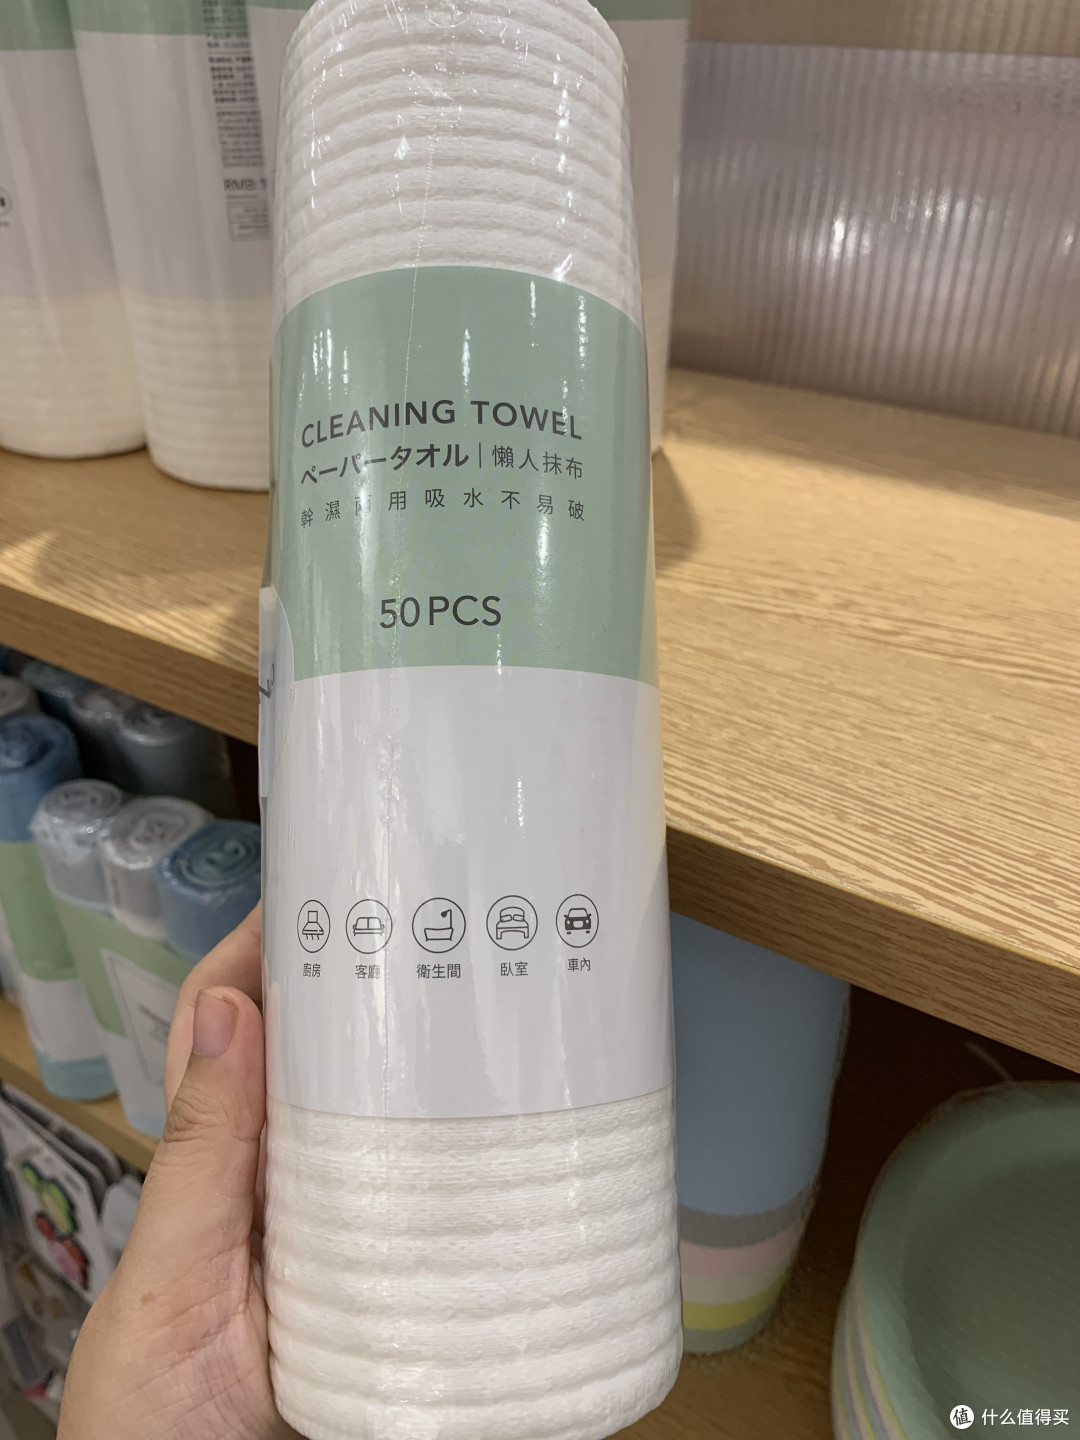 CLEANING TOWEL
ペーパータオル|懶人抹布
幹濕兩用吸水不易破
50PCS
廚房 客廳 衛生間 臥室 車內
值 什么值得买